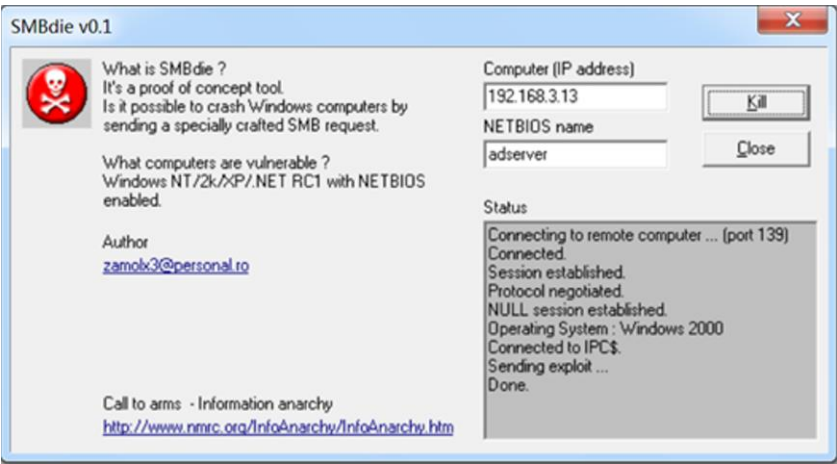 SMBdie v0.1
What is SMBdie ?
It's a proof of concept tool.
Is it possible to crash Windows computers by
sending a specially crafted SMB request.
What computers are vulnerable ?
Windows NT/2k/XP/.NET RC1 with NETBIOS
enabled.
Author
zamolx3@personal.ro
Call to arms - Information anarchy
http://www.nmrc.org/InfoAnarchy/InfoAnarchy.htm
Computer (IP address)
192.168.3.13
Kill
NETBIOS name
adserver
Close
Status
Connecting to remote computer ... (port 139)
Connected.
Session established.
Protocol negotiated.
NULL session established.
Operating System : Windows 2000
Connected to IPC$.
Sending exploit ...
Done.